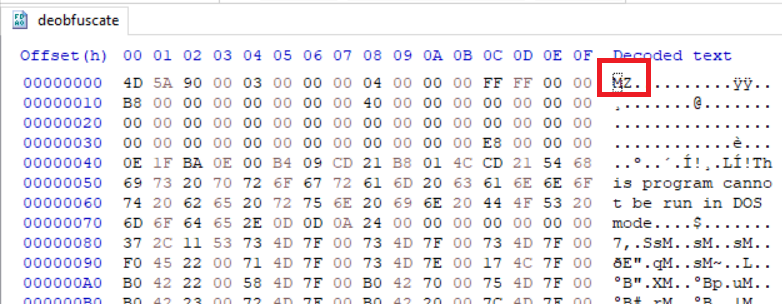 deobfuscate
Offset(h) 00 01 02 03 04 05 06 07 08 09 0A 0B 0C 0D 0E 0F Decoded text
00000000 4D 5A 90 00 03 00 00 00 04 00 00 00 FF FF 00 00 MZ..........ÿÿ..
00000010 B8 00 00 00 00 00 00 00 40 00 00 00 00 00 00 00 ¸.......@.......
00000020 00 00 00 00 00 00 00 00 00 00 00 00 00 00 00 00 ................
00000030 00 00 00 00 00 00 00 00 00 00 00 00 E8 00 00 00 ............è...
00000040 0E 1F BA 0E 00 B4 09 CD 21 B8 01 4C CD 21 54 68 ..º..´.Í!¸.LÍ!Th
00000050 69 73 20 70 72 6F 67 72 61 6D 20 63 61 6E 6E 6F is program canno
00000060 74 20 62 65 20 72 75 6E 20 69 6E 20 44 4F 53 20 t be run in DOS
00000070 6D 6F 64 65 2E 0D 0D 0A 24 00 00 00 00 00 00 00 mode....$.......
00000080 37 2C 11 53 73 4D 7F 00 73 4D 7F 00 73 4D 7F 00 7,.SsM..sM..sM..
00000090 F0 45 22 00 71 4D 7F 00 73 4D 7E 00 17 4C 7F 00 ðE".qM..sM~..L..
000000A0 B0 42 22 00 58 4D 7F 00 B0 42 70 00 75 4D 7F 00 °B".XM..°Bp.uM..
000000B0 B0 42 23 00 72 4D 7F 00 B0 42 20 00 7C 4D 7F 00 °B#.rM..°B .|M..